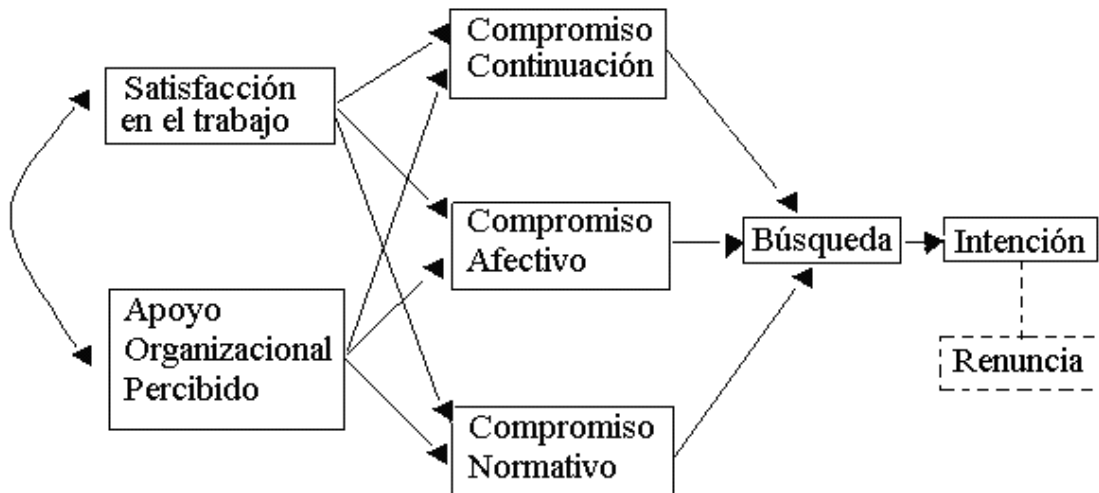 Satisfacción
en el trabajo
Apoyo
Organizacional
Percibido
Compromiso
Continuación
Compromiso
Afectivo
Compromiso
Normativo
Búsqueda
Intención
Renuncia